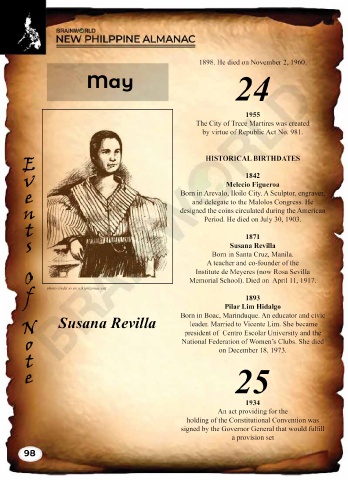 BRAINWORLD
NEW PHILPPINE ALMANAC
May
Events Of Note
Susana Revilla
98
1898. He died on November 2, 1960.
24
1955
The City of Trece Martires was created
by virtue of Republic Act No. 981.
HISTORICAL BIRTHDATES
1842
Melecio Figueroa
Born in Arevalo, Iloilo City. A Sculptor, engraver,
and delegate to the Malolos Congress. He
designed the coins circulated during the American
Period. He died on July 30, 1903.
1871
Susana Revilla
Born in Santa Cruz, Manila.
A teacher and co-founder of the
Institute de Meyeres (now Rosa Sevilla
Memorial School). Died on April 11, 1917.
1893
Pilar Lim Hidalgo
Born in Boac, Marinduque. An educator and civic
leader. Married to Vicente Lim. She became
president of Centro Escolar University and the
National Federation of Women's Clubs. She died
on December 18, 1973.
25
1934
An act providing for the
holding of the Constitutional Convention was
signed by the Governor General that would fulfill
a provision set